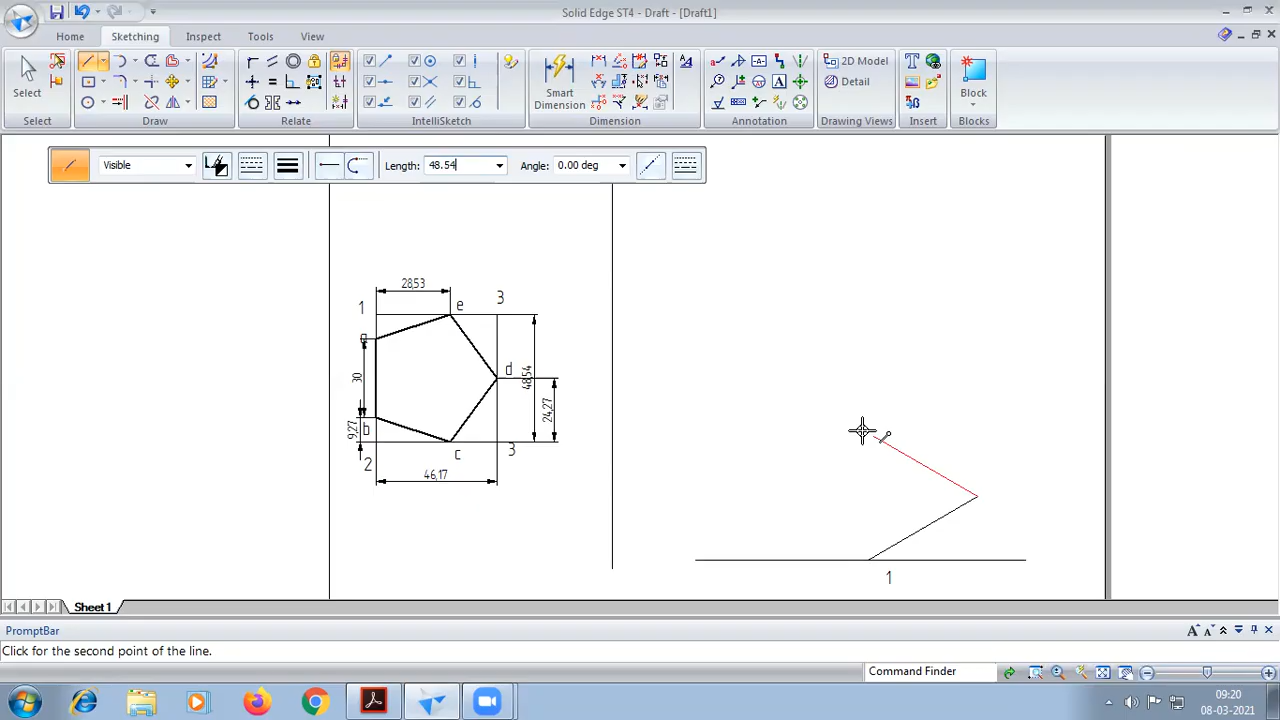 Solid Edge ST4 - Draft - [Draft1]
Home Sketching Inspect Tools View
Select
Smart Dimension
2D Model
Detail
Block
Select Draw Relate IntelliSketch Dimension Annotation Drawing Views Insert Blocks
Visible Length: 48.54 Angle: 0.00 deg
28,53
1 e 3
a
30
d
48,54
24,27
9,27
b
c 3
2
46,17
1
Sheet 1
PromptBar
Click for the second point of the line.
Command Finder
09:20
08-03-2021